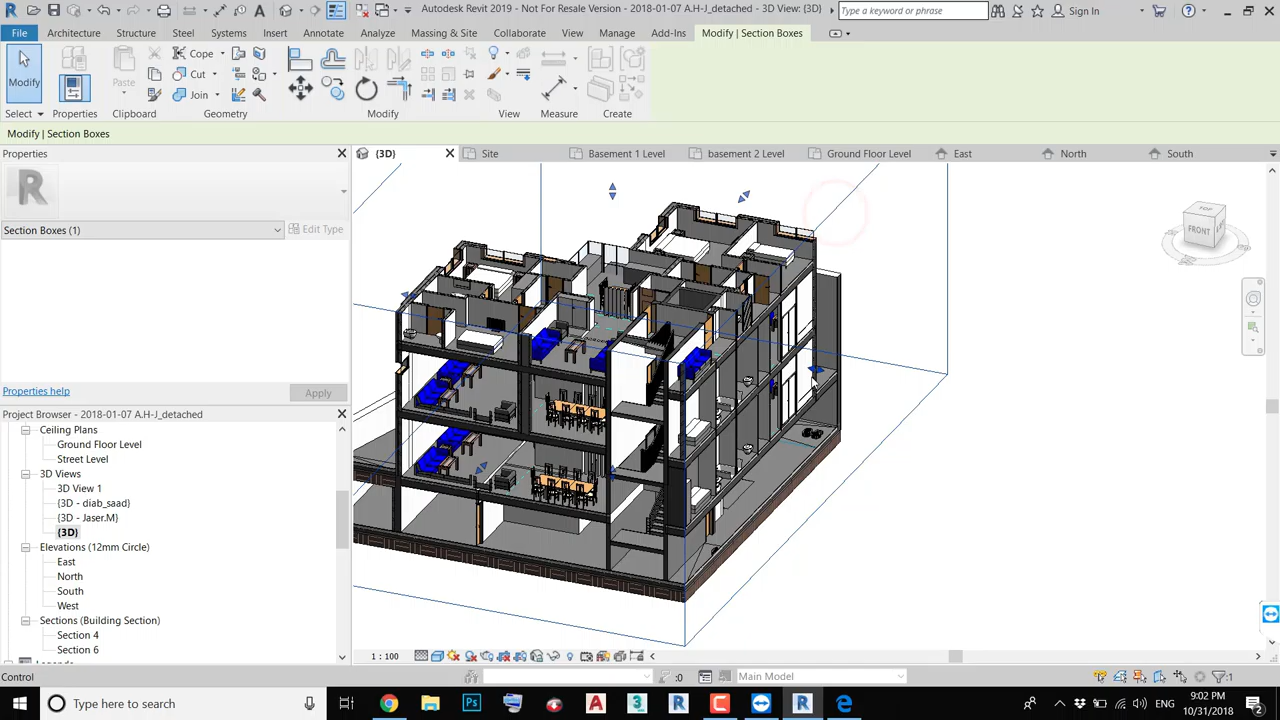 Autodesk Revit 2019 - Not For Resale Version - 2018-01-07 A.H-J_detached - 3D View: {3D}
Type a keyword or phrase
Sign In
File Architecture Structure Steel Systems Insert Annotate Analyze Massing & Site Collaborate View Manage Add-Ins Modify | Section Boxes
Modify
Paste
Cope
Cut
Join
Select Properties Clipboard Geometry Modify View Measure Create
Modify | Section Boxes
Properties
{3D} Site Basement 1 Level basement 2 Level Ground Floor Level East North South
R
Section Boxes (1)
Edit Type
TOP
FRONT
Properties help
Apply
Project Browser - 2018-01-07 A.H-J_detached
Ceiling Plans
Ground Floor Level
Street Level
3D Views
3D View 1
{3D - diab_saad}
{3D - Jaser.M}
{3D}
Elevations (12mm Circle)
East
North
South
West
Sections (Building Section)
Section 4
Section 6
1 : 100
Control
:0
Main Model
:1
Type here to search
Ps
A
3
R
R
ENG
9:02 PM
10/31/2018
2